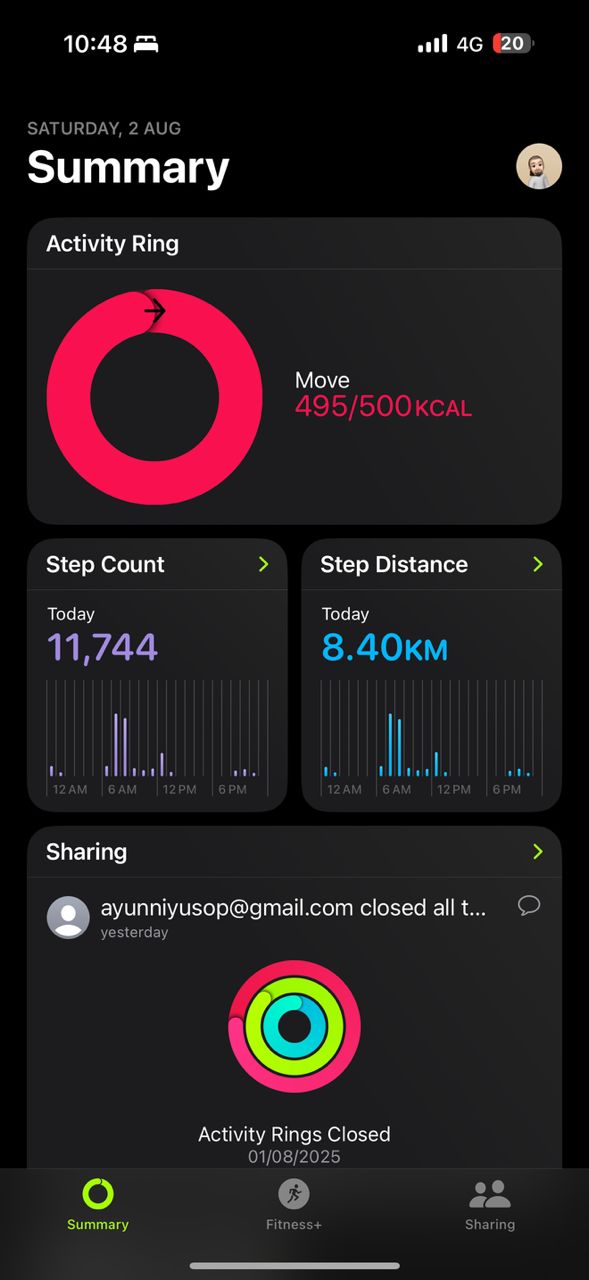 10:48
4G
20
SATURDAY, 2 AUG
Summary
Activity Ring
Move
495/500KCAL
Step Count
Today
11,744
12 AM 6 AM 12 PM 6 PM
Step Distance
Today
8.40KM
12 AM 6 AM 12 PM 6 PM
Sharing
ayunniyusop@gmail.com closed all t...
yesterday
Activity Rings Closed
01/08/2025
Summary
Fitness+
Sharing